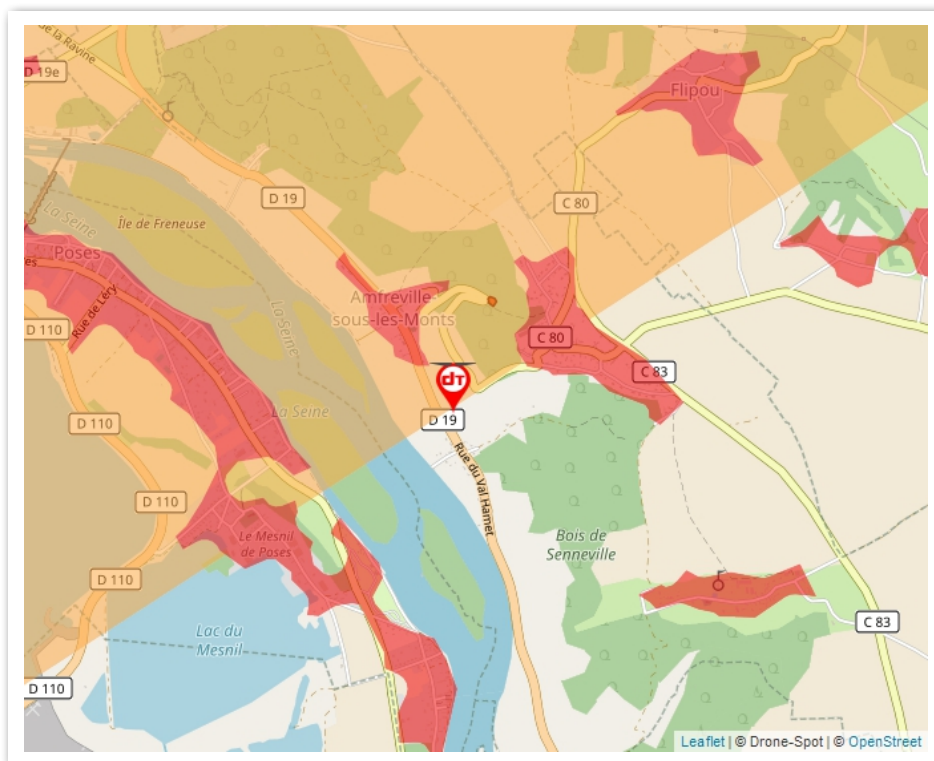 de la Ravine
D 19e
Flipou
D 19
C 80
La Seine
Île de Freneuse
Poses
Rue de Léry
La Seine
Amfreville-
sous-les-Monts
D 110
C 80
La Seine
C 83
dT
D 19
D 110
Rue du Val Hamet
D 110
Le Mesnil
de Poses
Bois de
Senneville
D 110
Lac du
Mesnil
C 83
D 110
Leaflet | © Drone-Spot | © OpenStreet